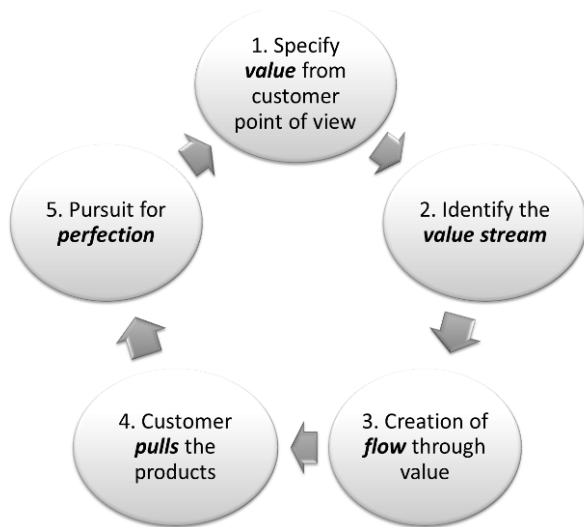 1. Specify
value from
customer
point of view
2. Identify the
value stream
3. Creation of
flow through
value
4. Customer
pulls the
products
5. Pursuit for
perfection